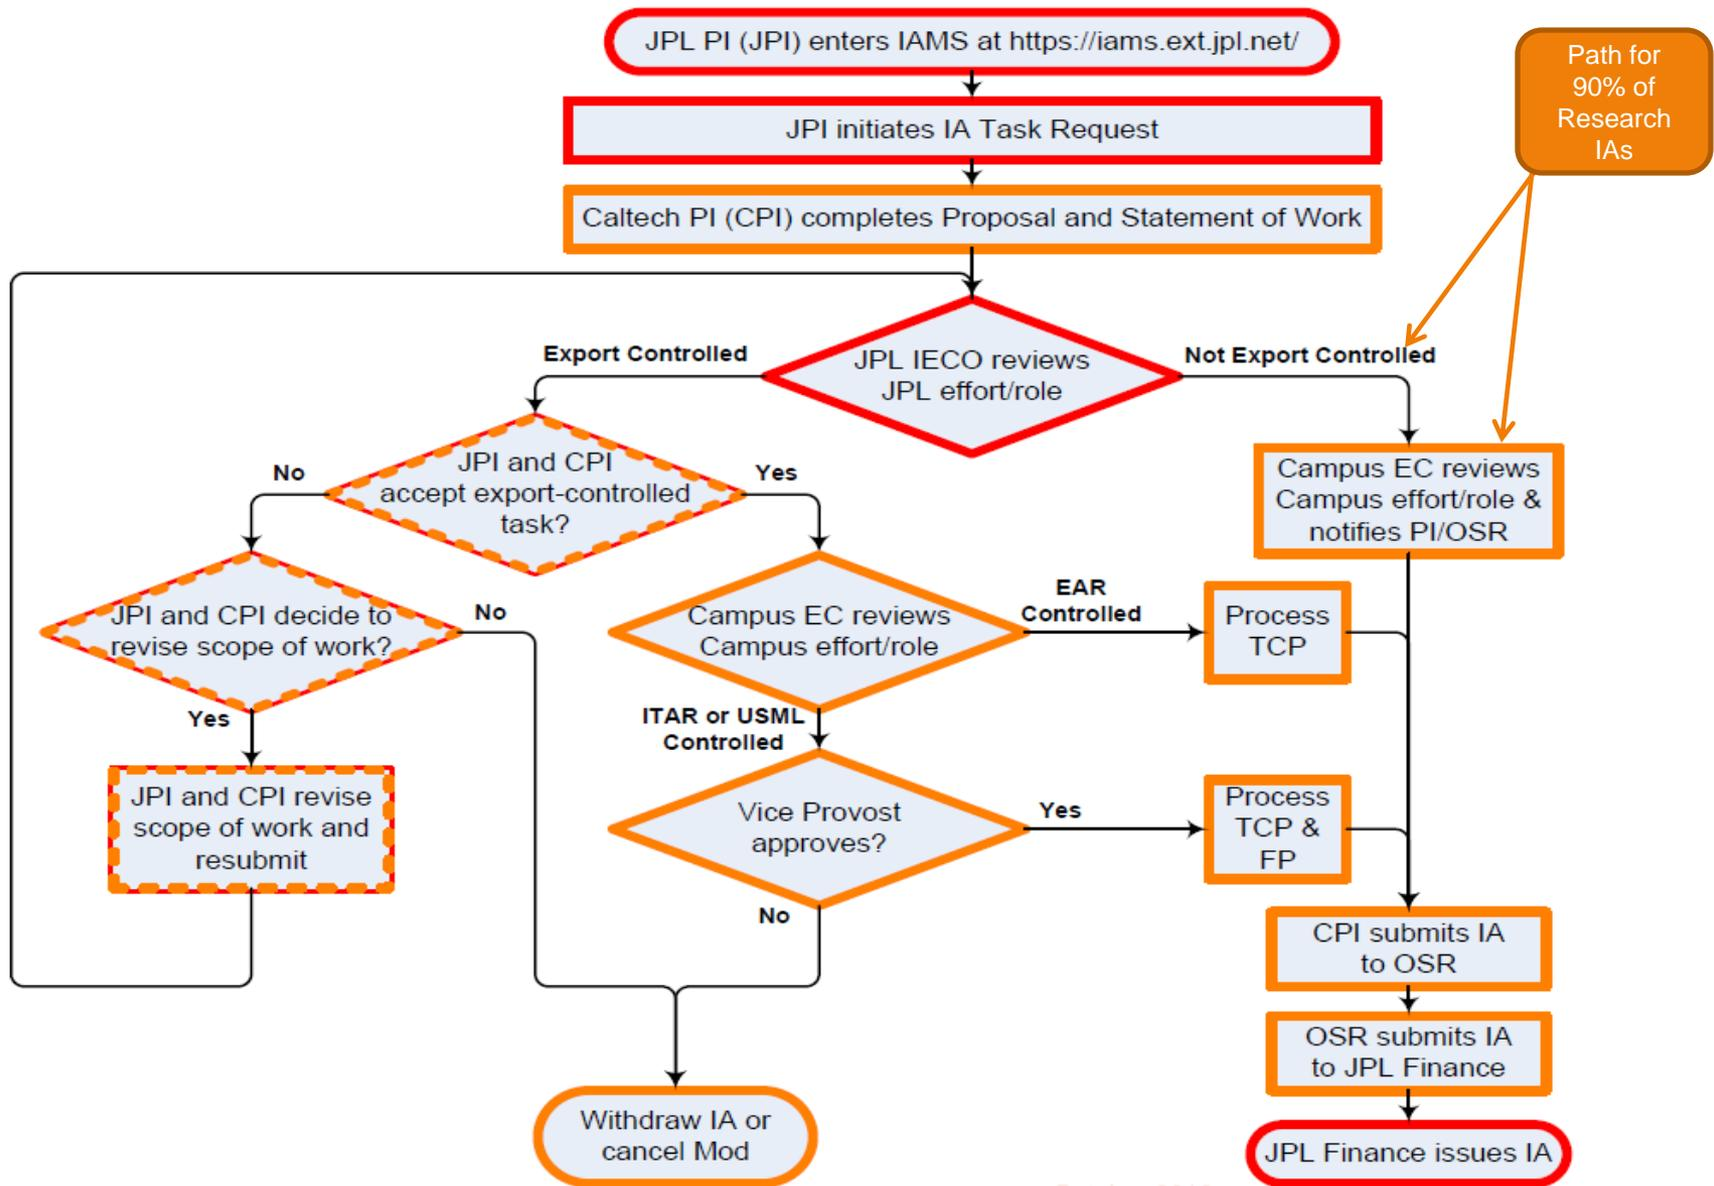 JPL PI (JPI) enters IAMS at https://iams.ext.jpl.net/
Path for
90% of
Research
IAs
JPI initiates IA Task Request
Caltech PI (CPI) completes Proposal and Statement of Work
Export Controlled
JPL IECO reviews
JPL effort/role
Not Export Controlled
No
JPI and CPI
accept export-controlled
task?
Yes
Campus EC reviews
Campus effort/role &
notifies PI/OSR
JPI and CPI decide to
revise scope of work?
No
Campus EC reviews
Campus effort/role
EAR
Controlled
Process
TCP
Yes
ITAR or USML
Controlled
JPI and CPI revise
scope of work and
resubmit
Vice Provost
approves?
Yes
Process
TCP &
FP
No
CPI submits IA
to OSR
OSR submits IA
to JPL Finance
Withdraw IA or
cancel Mod
JPL Finance issues IA